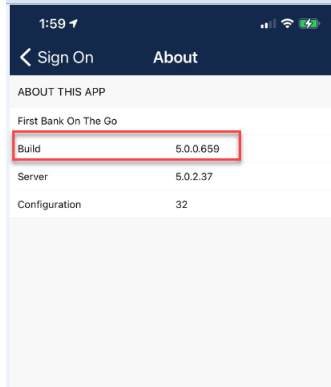 1:59
Sign On About
ABOUT THIS APP
First Bank On The Go
Build 5.0.0.659
Server 5.0.2.37
Configuration 32